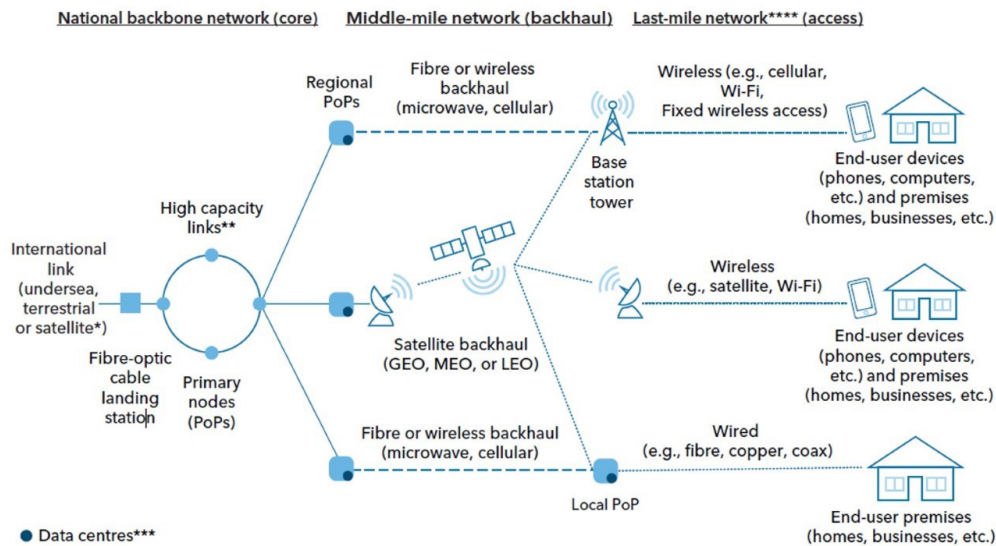 National backbone network (core)
Middle-mile network (backhaul)
Last-mile network**** (access)
Regional
PoPs
Fibre or wireless
backhaul
(microwave, cellular)
Wireless (e.g., cellular,
Wi-Fi,
Fixed wireless access)
Base
station
tower
End-user devices
(phones, computers,
etc.) and premises
(homes, businesses, etc.)
High capacity
links**
International
link
(undersea,
terrestrial
or satellite*)
Fibre-optic
cable
landing
station
Primary
nodes
(PoPs)
Satellite backhaul
(GEO, MEO, or LEO)
Wireless
(e.g., satellite, Wi-Fi)
End-user devices
(phones, computers,
etc.) and premises
(homes, businesses, etc.)
Fibre or wireless backhaul
(microwave, cellular)
Local PoP
Wired
(e.g., fibre, copper, coax)
End-user premises
(homes, businesses, etc.)
Data centres***